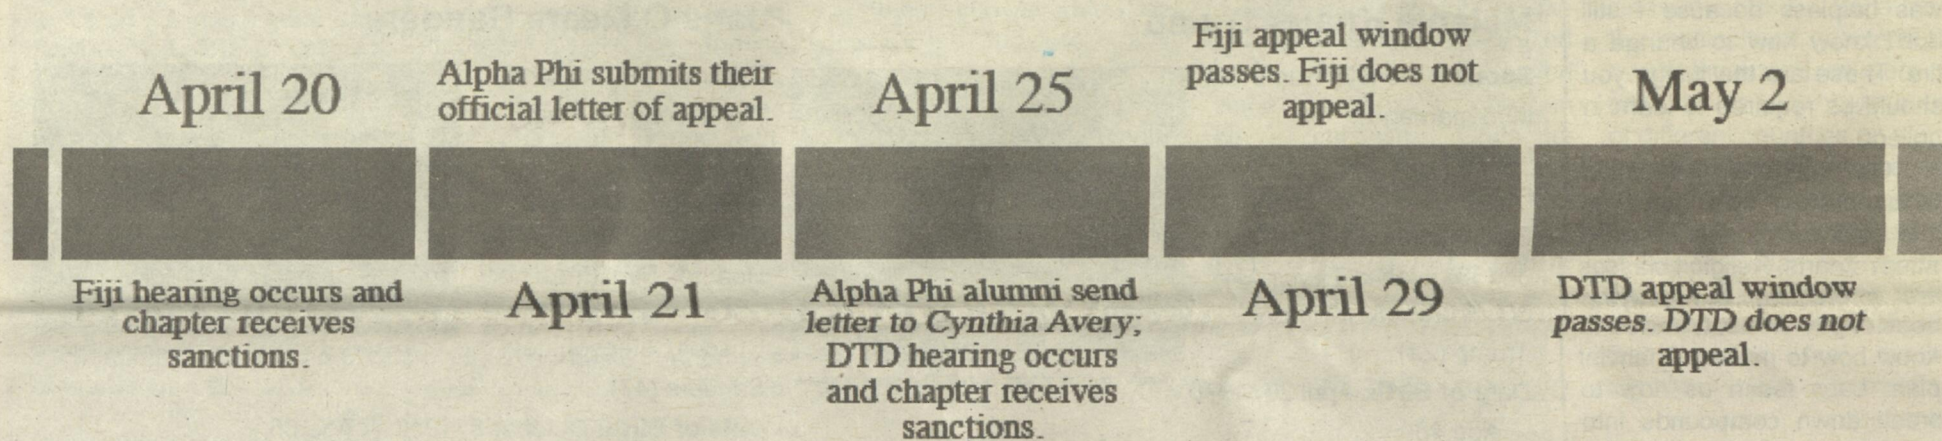 April 20
Fiji hearing occurs and
chapter receives
sanctions.
Alpha Phi submits their
official letter of appeal.
April 21
April 25
Alpha Phi alumni send
letter to Cynthia Avery;
DTD hearing occurs
and chapter receives
sanctions.
Fiji appeal window
passes. Fiji does not
appeal.
April 29
May 2
DTD appeal window
passes. DTD does not
appeal.